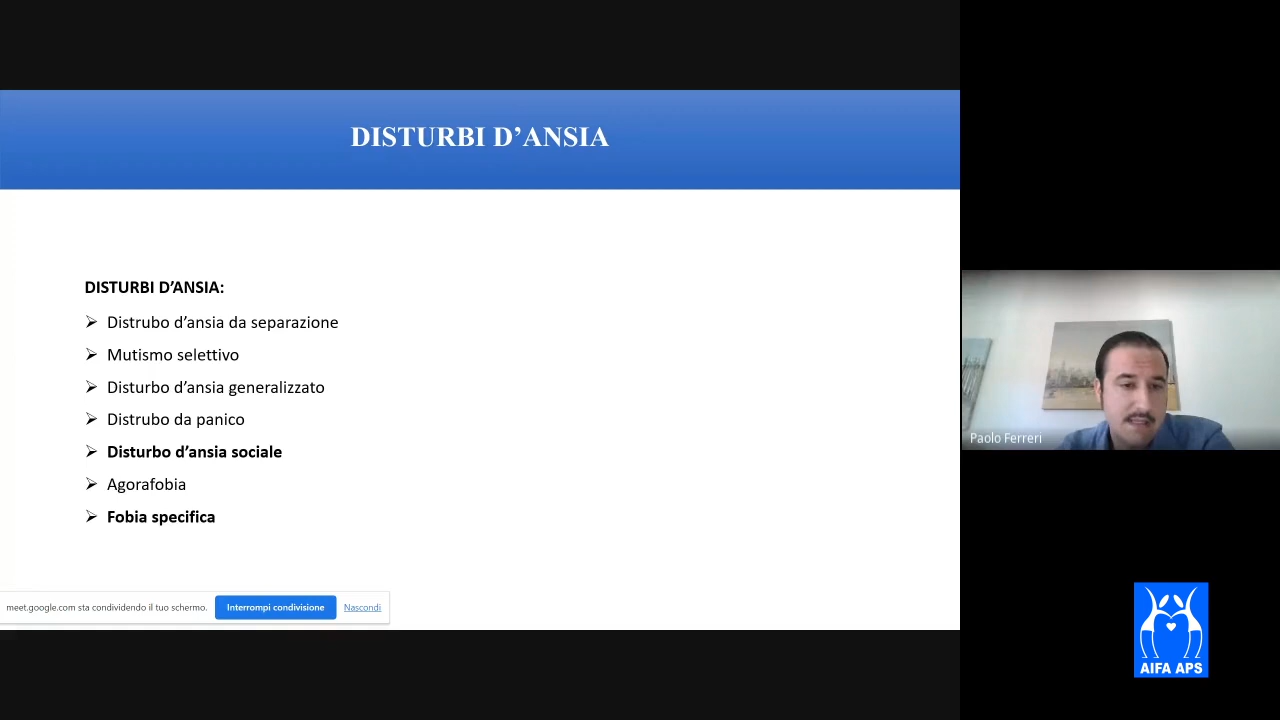 DISTURBI D’ANSIA
DISTURBI D’ANSIA:
Distrubo d’ansia da separazione
Mutismo selettivo
Disturbo d’ansia generalizzato
Distrubo da panico
Disturbo d’ansia sociale
Agorafobia
Fobia specifica
meet.google.com sta condividendo il tuo schermo. Interrompi condivisione Nascondi
Paolo Ferreri
AIFA APS